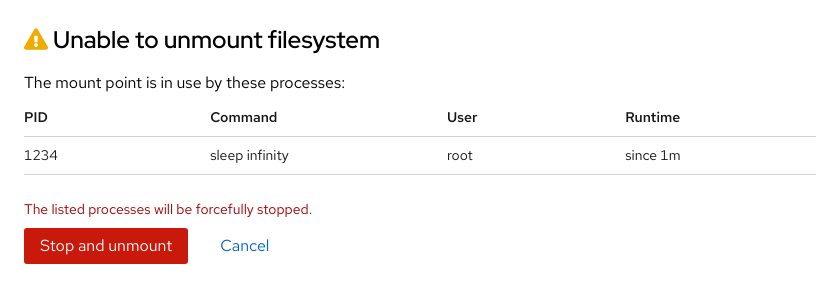 Unable to unmount filesystem
The mount point is in use by these processes:
PID Command User Runtime
1234 sleep infinity root since 1m
The listed processes will be forcefully stopped.
Stop and unmount Cancel